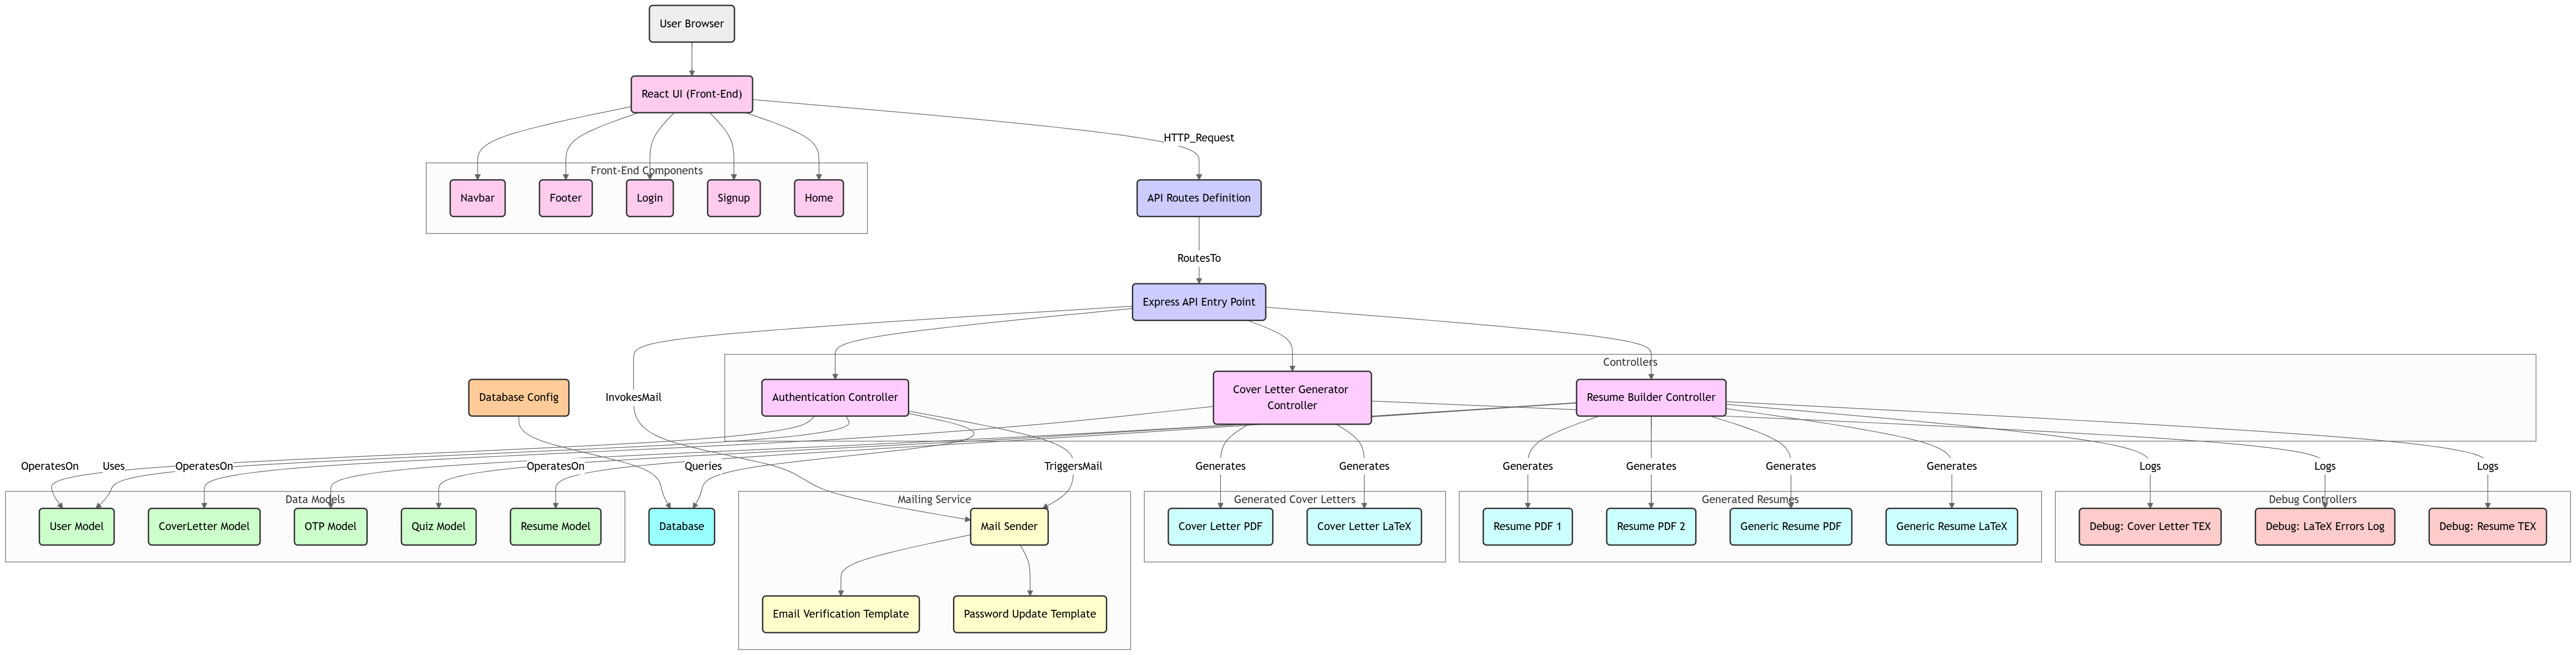 User Browser
React UI (Front-End)
HTTP_Request
Front-End Components
Navbar
Footer
Login
Signup
Home
API Routes Definition
RoutesTo
Express API Entry Point
Controllers
Database Config
InvokesMail
Authentication Controller
Cover Letter Generator
Controller
Resume Builder Controller
OperatesOn
Uses
OperatesOn
OperatesOn
Queries
TriggersMail
Generates
Generates
Generates
Generates
Generates
Generates
Logs
Logs
Logs
Data Models
Mailing Service
Generated Cover Letters
Generated Resumes
Debug Controllers
User Model
CoverLetter Model
OTP Model
Quiz Model
Resume Model
Database
Mail Sender
Cover Letter PDF
Cover Letter LaTeX
Resume PDF 1
Resume PDF 2
Generic Resume PDF
Generic Resume LaTeX
Debug: Cover Letter TEX
Debug: LaTeX Errors Log
Debug: Resume TEX
Email Verification Template
Password Update Template